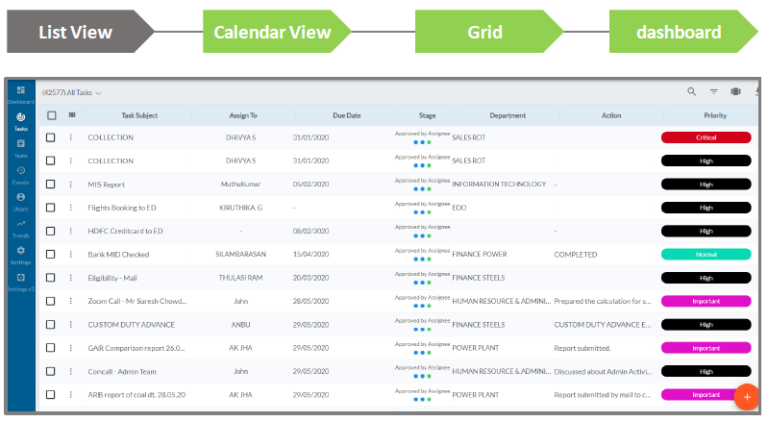 List View Calendar View Grid dashboard
Dashboard (42577) All Tasks
Task Subject Assign To Due Date Stage Department Action Priority
Tasks
COLLECTION DHIVYA S 31/01/2020 Approved by Assignee SALES ROT Critical
Tasks
COLLECTION DHIVYA S 31/01/2020 Approved by Assignee SALES ROT High
Events
MIS Report MuthuKumar 05/02/2020 Approved by Assignee INFORMATION TECHNOLOGY - High
Users
Flights Booking to ED KIRUTHIKA. G - Approved by Assignee EDO High
Trends
HDFC Creditcard to ED - 08/02/2020 Approved by Assignee - High
Settings
Bank MID Checked SILAMBARASAN 15/04/2020 Approved by Assignee FINANCE POWER COMPLETED Normal
Settings v2
Eligibility - Mail THULASI RAM 20/03/2020 Approved by Assignee FINANCE STEELS High
Zoom Call - Mr Suresh Chowd... John 28/05/2020 Approved by Assignee HUMAN RESOURCE & ADMINI... Prepared the calculation for s... Important
CUSTOM DUTY ADVANCE ANBU 29/05/2020 Approved by Assignee FINANCE STEELS CUSTOM DUTY ADVANCE E... High
GAIR Comparison report 26.0... AK JHA 29/05/2020 Approved by Assignee POWER PLANT Report submitted. Important
Concall - Admin Team John 29/05/2020 Approved by Assignee HUMAN RESOURCE & ADMINI... Discussed about Admin Activi... High
ARB report of coal dt. 28.05.20 AK JHA 29/05/2020 Approved by Assignee POWER PLANT Report submitted by mail to c... Important